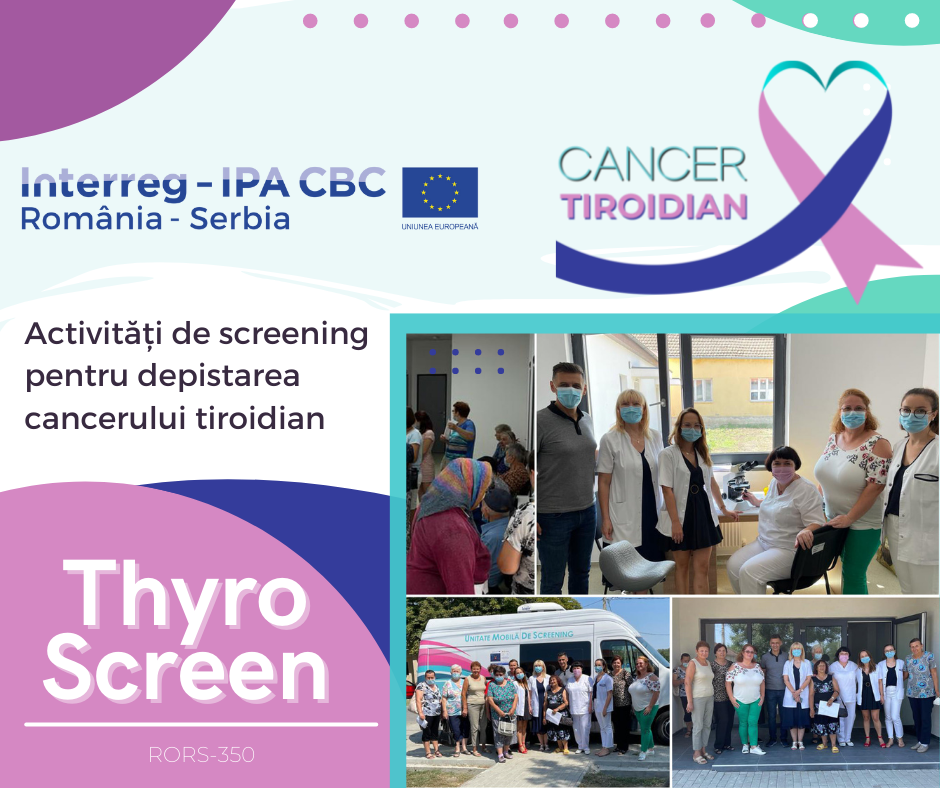 Interreg - IPA CBC
România - Serbia
UNIUNEA EUROPEANĂ
CANCER
TIROIDIAN
Activități de screening
pentru depistarea
cancerului tiroidian
Thyro
Screen
RORS-350
UNITATE MOBILĂ DE SCREENING